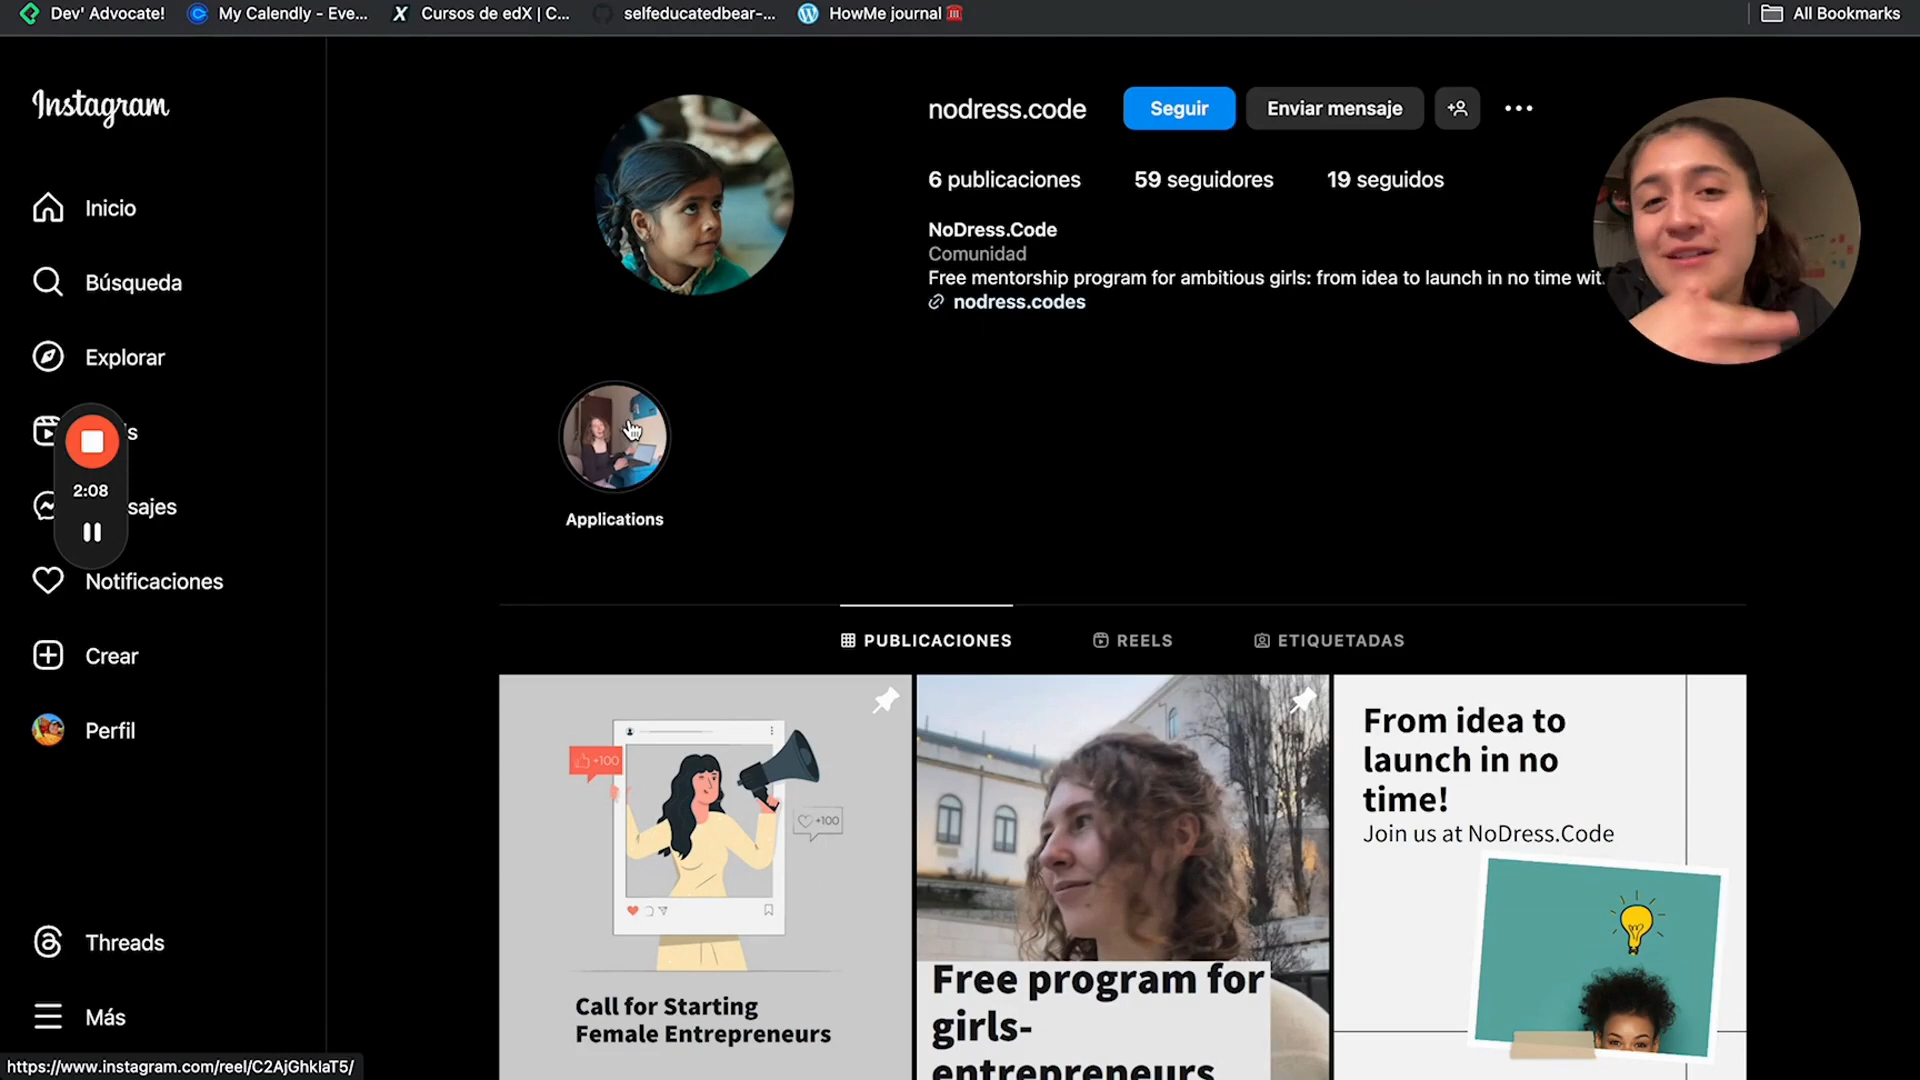 Dev' Advocate!
My Calendly - Eve...
Cursos de edX | C...
selfeducatedbear-...
HowMe journal
All Bookmarks
Instagram
Inicio
Búsqueda
Explorar
s
2:08
sajes
Notificaciones
Crear
Perfil
Threads
Más
https://www.instagram.com/reel/C2AjGhklaT5/
nodress.code
Seguir
Enviar mensaje
6 publicaciones
59 seguidores
19 seguidos
NoDress.Code
Comunidad
Free mentorship program for ambitious girls: from idea to launch in no time wit.
nodress.codes
Applications
PUBLICACIONES
REELS
ETIQUETADAS
+100
+100
Call for Starting
Female Entrepreneurs
Free program for
girls-
entrepreneurs
From idea to
launch in no
time!
Join us at NoDress.Code